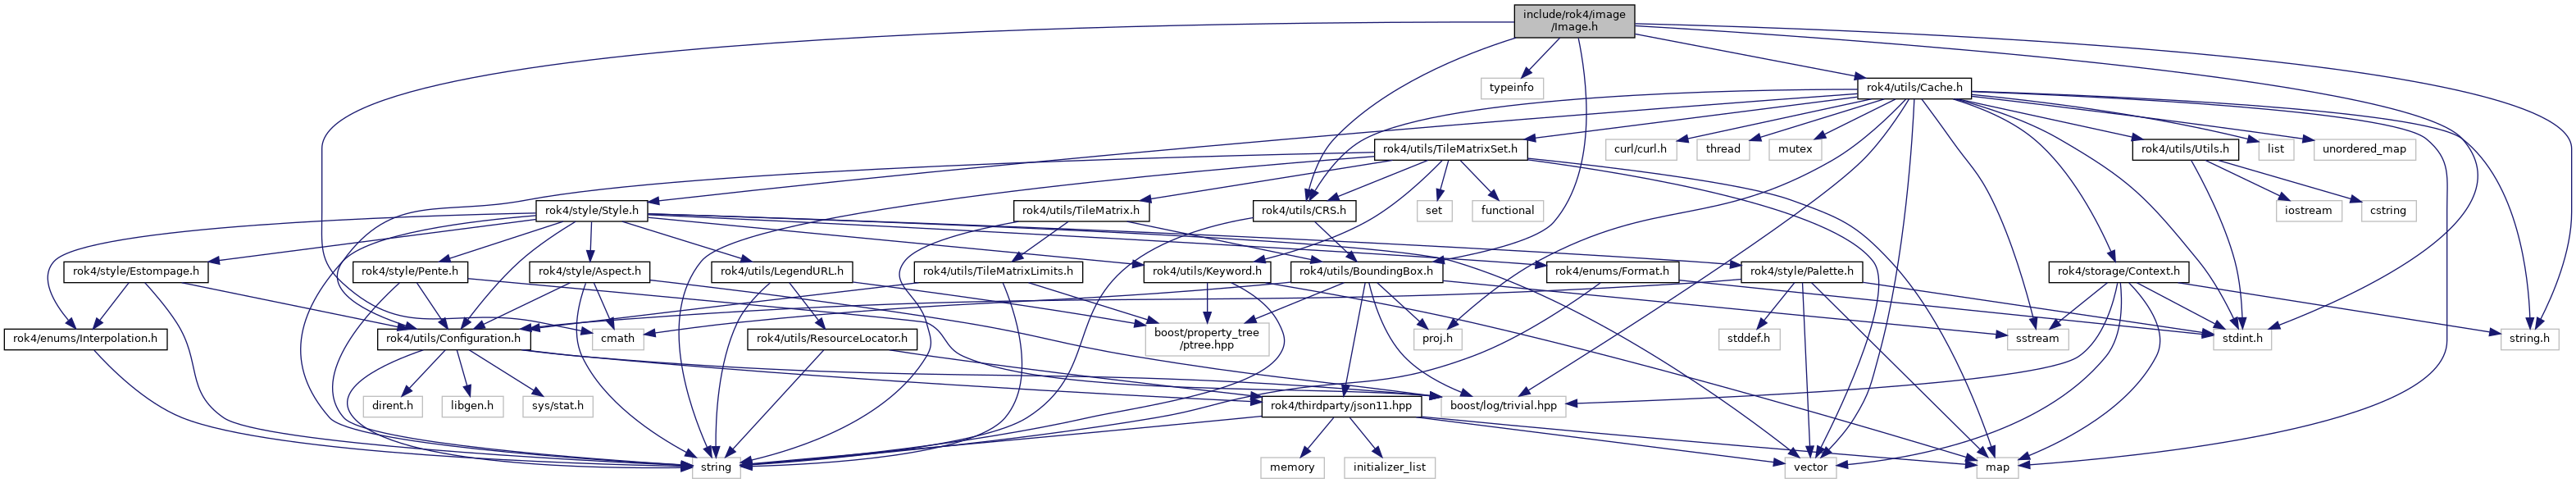 include/rok4/image
/Image.h
typeinfo
rok4/utils/Cache.h
rok4/utils/TileMatrixSet.h
curl/curl.h
thread
mutex
rok4/utils/Utils.h
list
unordered_map
rok4/style/Style.h
rok4/utils/TileMatrix.h
rok4/utils/CRS.h
set
functional
iostream
cstring
rok4/style/Estompage.h
rok4/style/Pente.h
rok4/style/Aspect.h
rok4/utils/LegendURL.h
rok4/utils/TileMatrixLimits.h
rok4/utils/Keyword.h
rok4/utils/BoundingBox.h
rok4/enums/Format.h
rok4/style/Palette.h
rok4/storage/Context.h
rok4/enums/Interpolation.h
rok4/utils/Configuration.h
cmath
rok4/utils/ResourceLocator.h
boost/property_tree
/ptree.hpp
proj.h
stddef.h
sstream
stdint.h
string.h
dirent.h
libgen.h
sys/stat.h
rok4/thirdparty/json11.hpp
boost/log/trivial.hpp
string
memory
initializer_list
vector
map